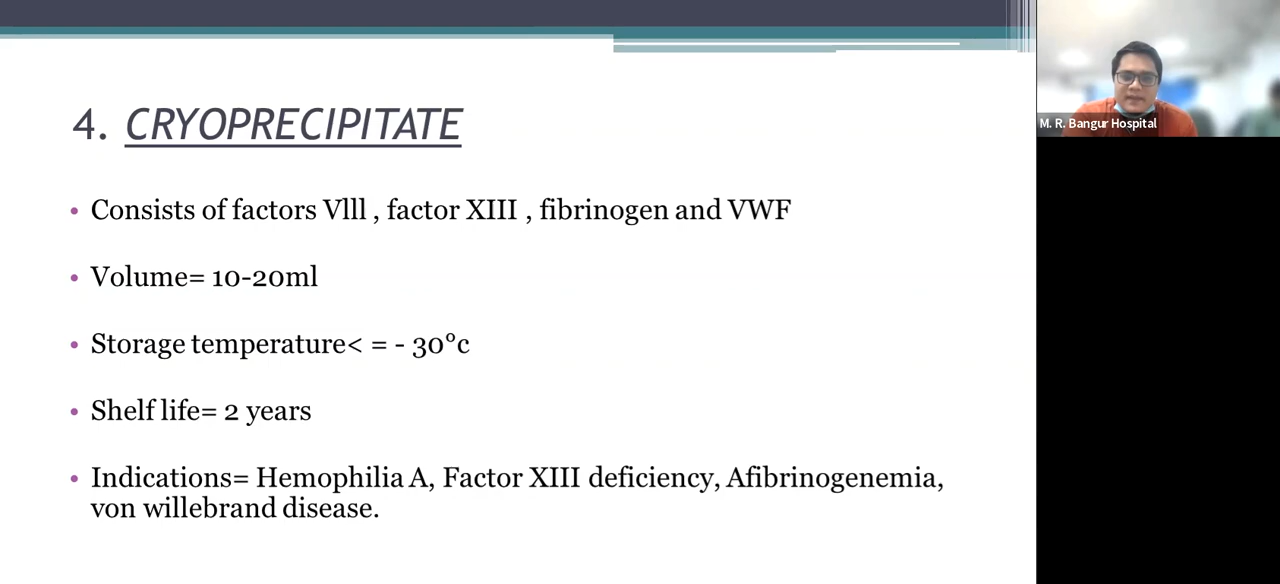 4. CRYOPRECIPITATE
• Consists of factors Vlll , factor XIII , fibrinogen and VWF
• Volume= 10-20ml
• Storage temperature< = - 30°c
• Shelf life= 2 years
• Indications= Hemophilia A, Factor XIII deficiency, Afibrinogenemia,
von willebrand disease.
M. R. Bangur Hospital